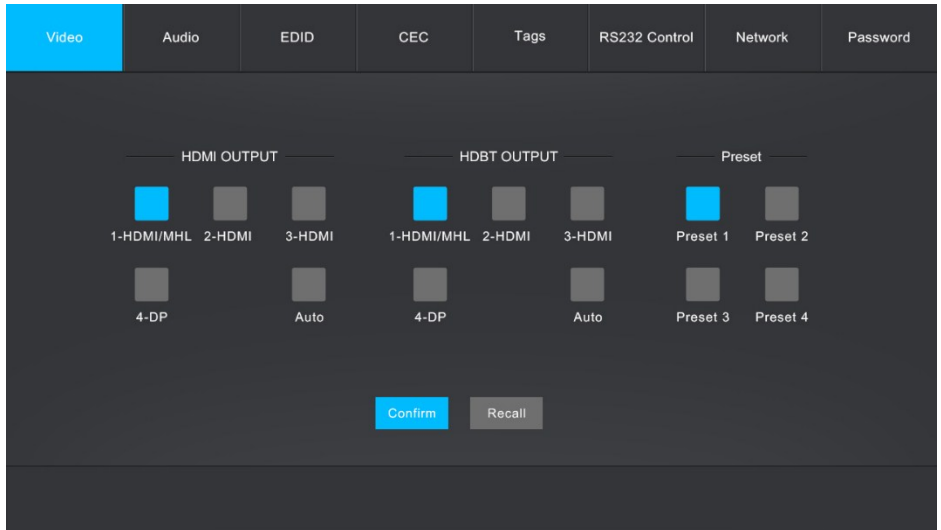 Video Audio EDID CEC Tags RS232 Control Network Password
HDMI OUTPUT HDBT OUTPUT Preset
1-HDMI/MHL 2-HDMI 3-HDMI 1-HDMI/MHL 2-HDMI 3-HDMI Preset 1 Preset 2
4-DP Auto 4-DP Auto Preset 3 Preset 4
Confirm Recall